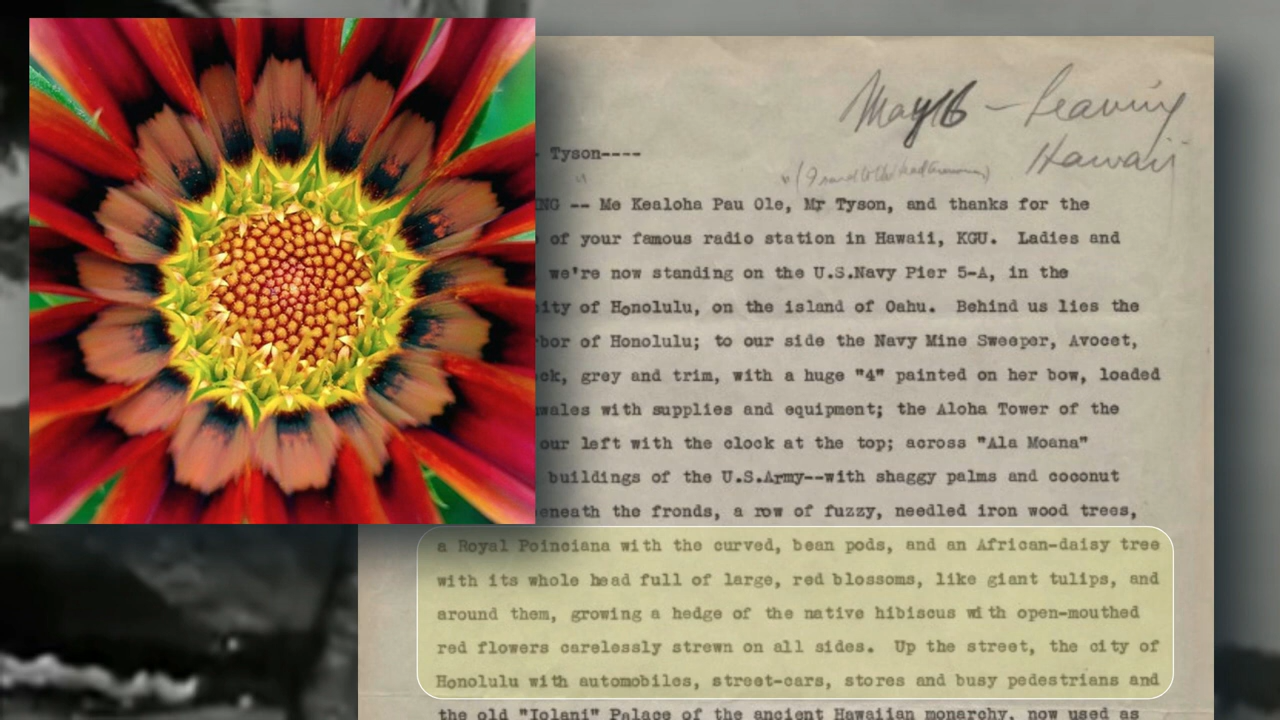 May 16 - Leaving
Hawaii
- Tyson----
NG -- Me Kealoha Pau Ole, Mr Tyson, and thanks for the
of your famous radio station in Hawaii, KGU. Ladies and
we're now standing on the U.S.Navy Pier 5-A, in the
ity of Honolulu, on the island of Oahu. Behind us lies the
bor of Honolulu; to our side the Navy Mine Sweeper, Avocet,
ck, grey and trim, with a huge "4" painted on her bow, loaded
wales with supplies and equipment; the Aloha Tower of the
our left with the clock at the top; across "Ala Moana"
buildings of the U.S.Army--with shaggy palms and coconut
eneath the fronds, a row of fuzzy, needled iron wood trees,
a Royal Poinciana with the curved, bean pods, and an African-daisy tree
with its whole head full of large, red blossoms, like giant tulips, and
around them, growing a hedge of the native hibiscus with open-mouthed
red flowers carelessly strewn on all sides. Up the street, the city of
Honolulu with automobiles, street-cars, stores and busy pedestrians and
the old "Iolani" Palace of the ancient Hawaiian monarchy, now used as